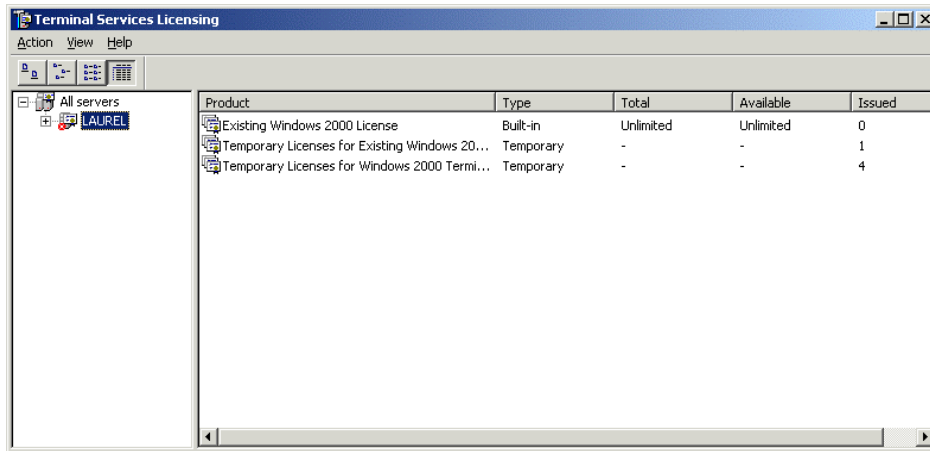 Terminal Services Licensing
Action View Help
All servers
LAUREL
Product Type Total Available Issued
Existing Windows 2000 License Built-in Unlimited Unlimited 0
Temporary Licenses for Existing Windows 20... Temporary - - 1
Temporary Licenses for Windows 2000 Termi... Temporary - - 4